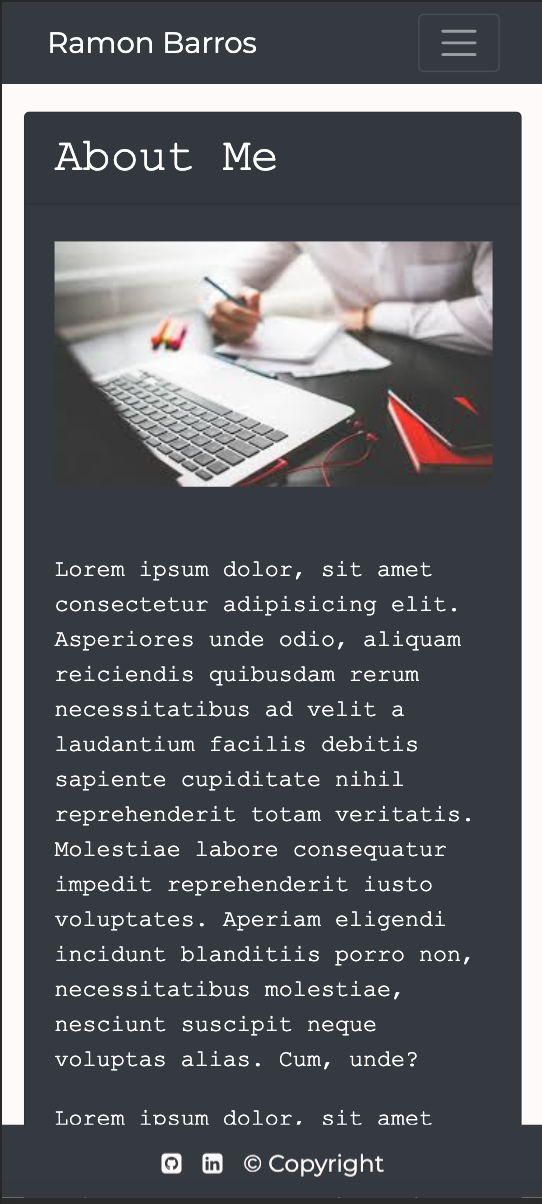 Ramon Barros
About Me
Lorem ipsum dolor, sit amet
consectetur adipisicing elit.
Asperiores unde odio, aliquam
reiciendis quibusdam rerum
necessitatibus ad velit a
laudantium facilis debitis
sapiente cupiditate nihil
reprehenderit totam veritatis.
Molestiae labore consequatur
impedit reprehenderit iusto
voluptates. Aperiam eligendi
incidunt blanditiis porro non,
necessitatibus molestiae,
nesciunt suscipit neque
voluptas alias. Cum, unde?
Lorem ipsum dolor, sit amet
© Copyright